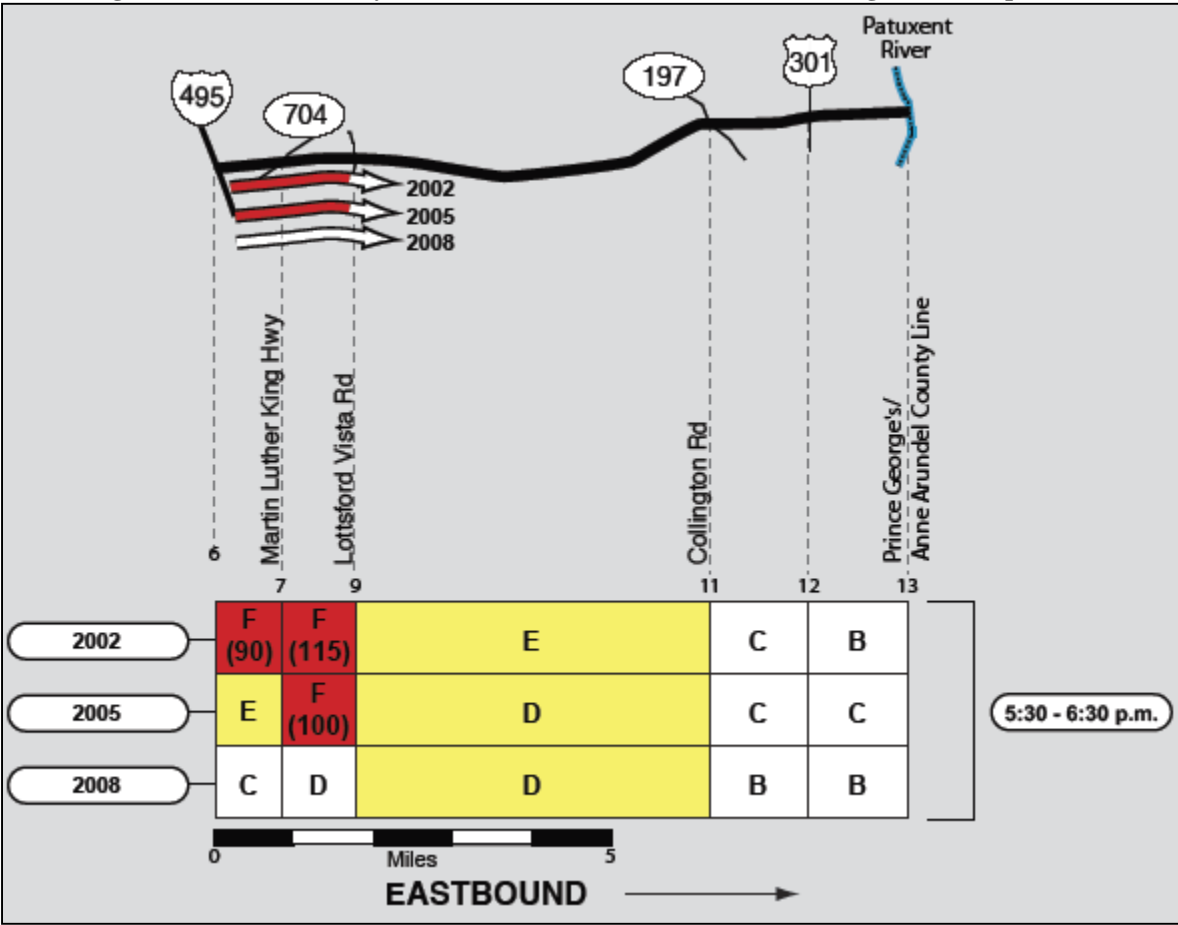 Patuxent
River
495
704
197
301
2002
2005
2008
Martin Luther King Hwy
Lottsford Vista Rd
Collington Rd
Prince George's/
Anne Arundel County Line
6
7
9
11
12
13
2002
F
(90)
F
(115)
E
C
B
2005
E
F
(100)
D
C
C
5:30 - 6:30 p.m.
2008
C
D
D
B
B
0
Miles
5
EASTBOUND